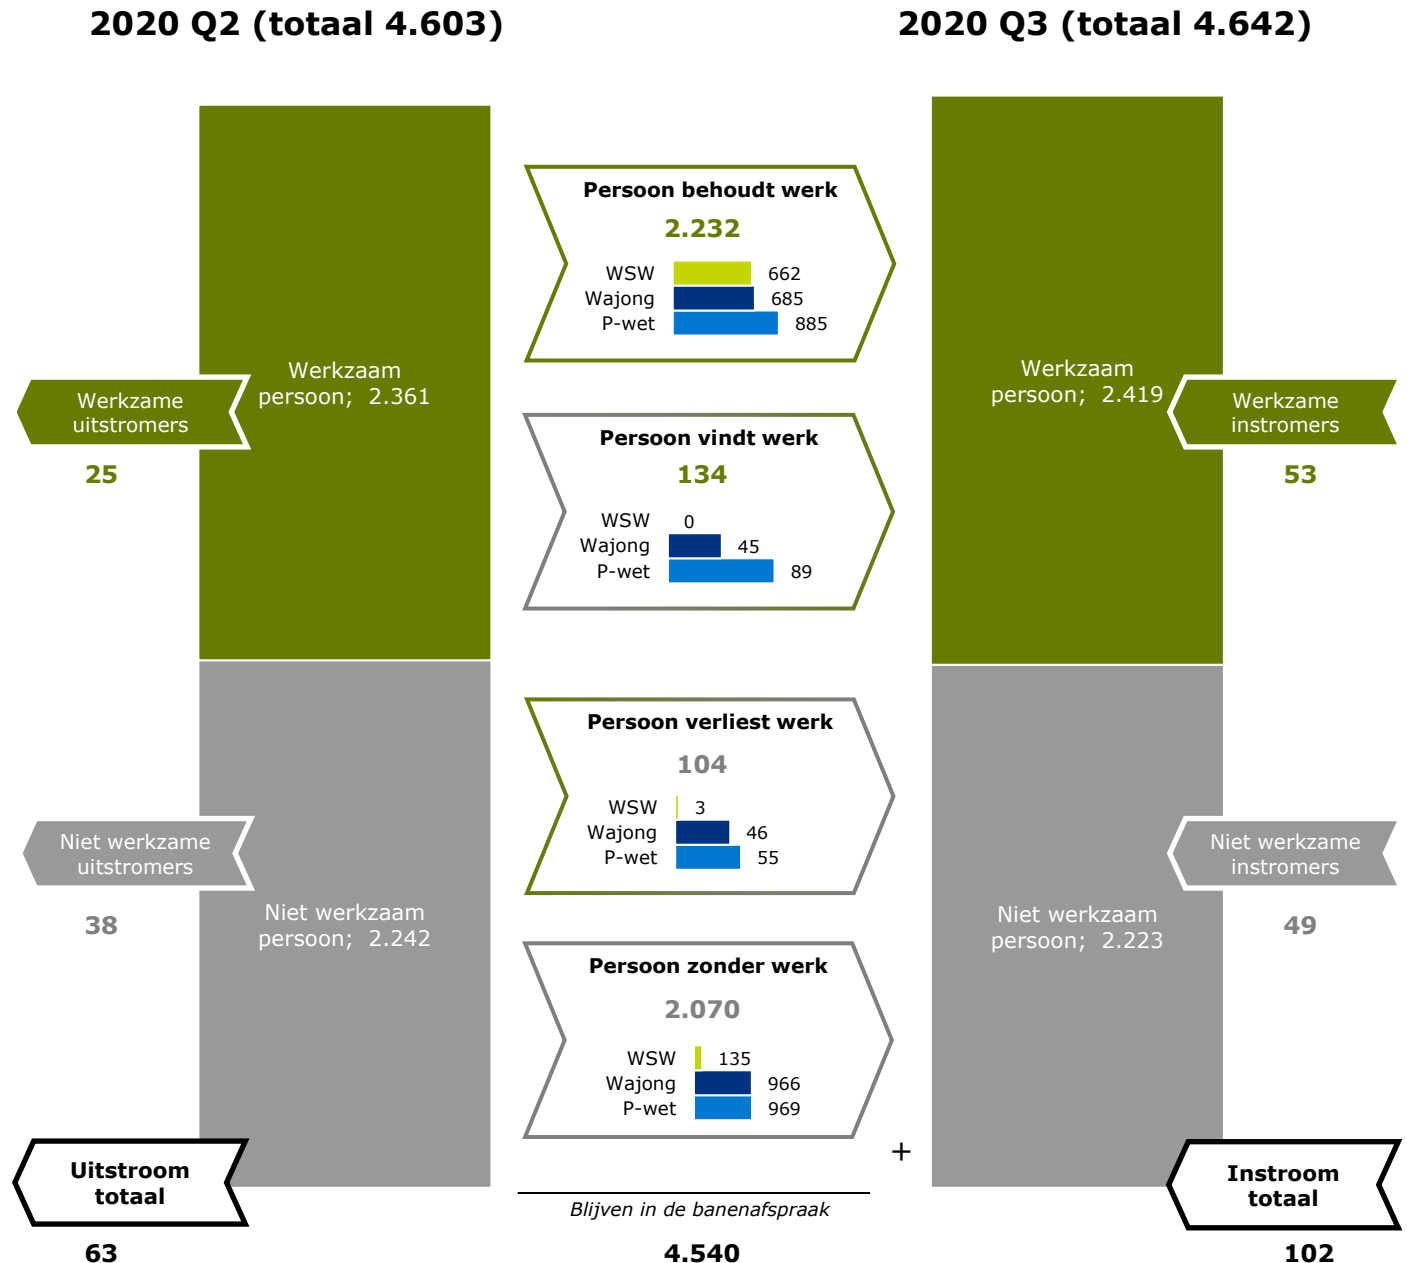 2020 Q2 (totaal 4.603)
2020 Q3 (totaal 4.642)
Werkzaam
persoon; 2.361
Werkzame
uitstromers
25
Niet werkzame
uitstromers
38
Niet werkzaam
persoon; 2.242
Uitstroom
totaal
63
Persoon behoudt werk
2.232
WSW 662
Wajong 685
P-wet 885
Persoon vindt werk
134
WSW 0
Wajong 45
P-wet 89
Persoon verliest werk
104
WSW 3
Wajong 46
P-wet 55
Persoon zonder werk
2.070
WSW 135
Wajong 966
P-wet 969
+
Blijven in de banenafspraak
4.540
Werkzaam
persoon; 2.419
Werkzame
instromers
53
Niet werkzame
instromers
49
Niet werkzaam
persoon; 2.223
Instroom
totaal
102